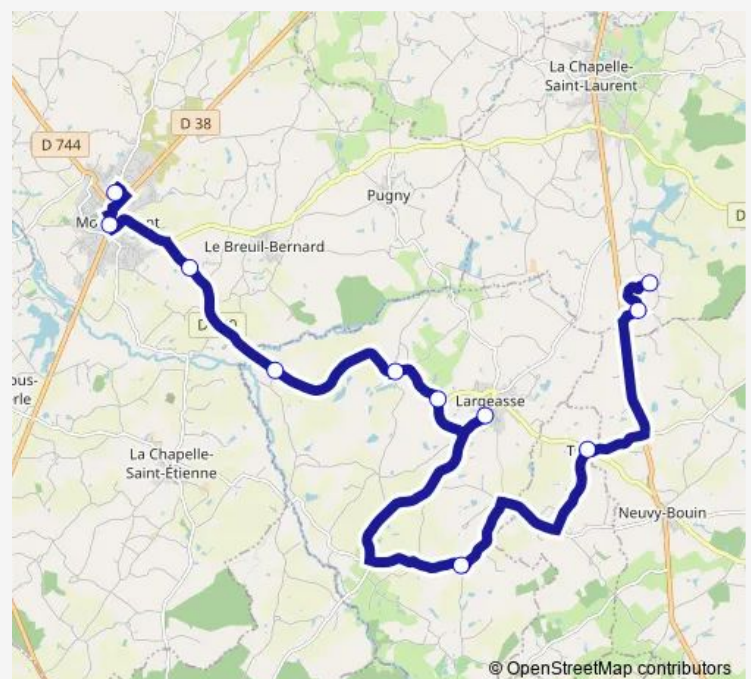 La Chapelle-
Saint-Laurent
D 38
D 744
Pugny
Le Breuil-Bernard
Largeasse
La Chapelle-
Saint-Étienne
Neuvy-Bouin
© OpenStreetMap contributors